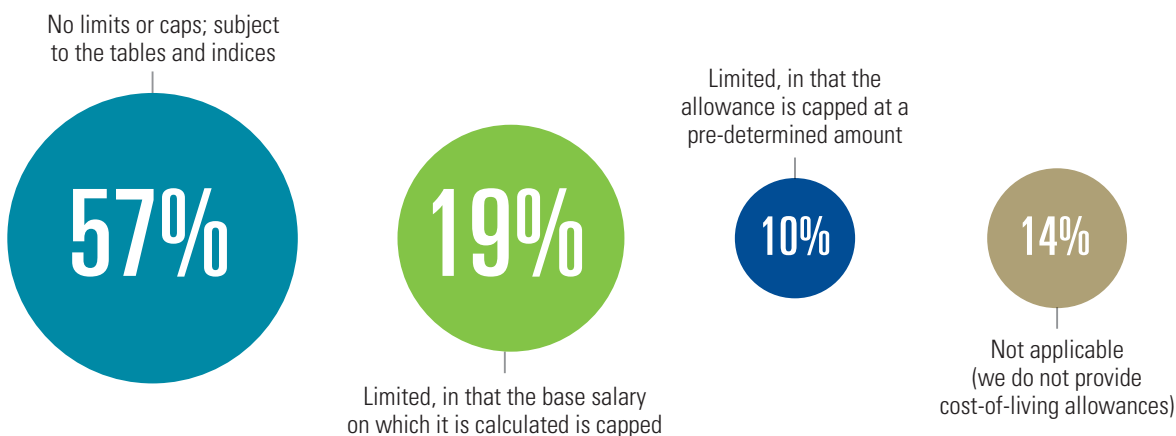 No limits or caps; subject
to the tables and indices
57%
19%
Limited, in that the base salary
on which it is calculated is capped
Limited, in that the
allowance is capped at a
pre-determined amount
10%
14%
Not applicable
(we do not provide
cost-of-living allowances)